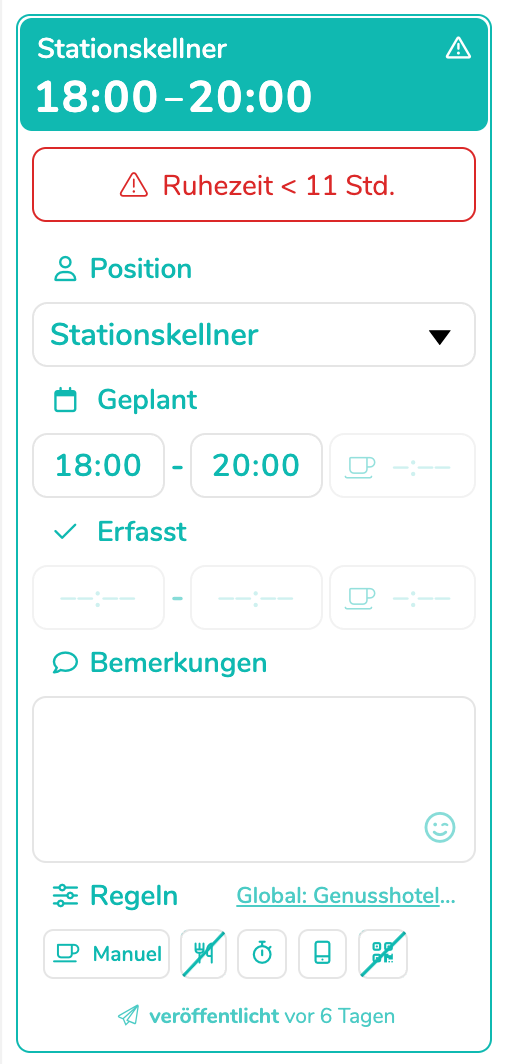 Stationskellner
18:00–20:00
Ruhezeit < 11 Std.
Position
Stationskellner
Geplant
18:00 - 20:00 –:––
Erfasst
––:–– - ––:–– –:––
Bemerkungen
Regeln Global: Genusshotel...
Manuel
veröffentlicht vor 6 Tagen